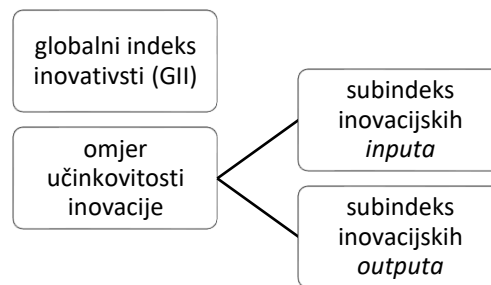 globalni indeks
inovativsti (GII)
omjer
učinkovitosti
inovacije
subindeks
inovacijskih
inputa
subindeks
inovacijskih
outputa